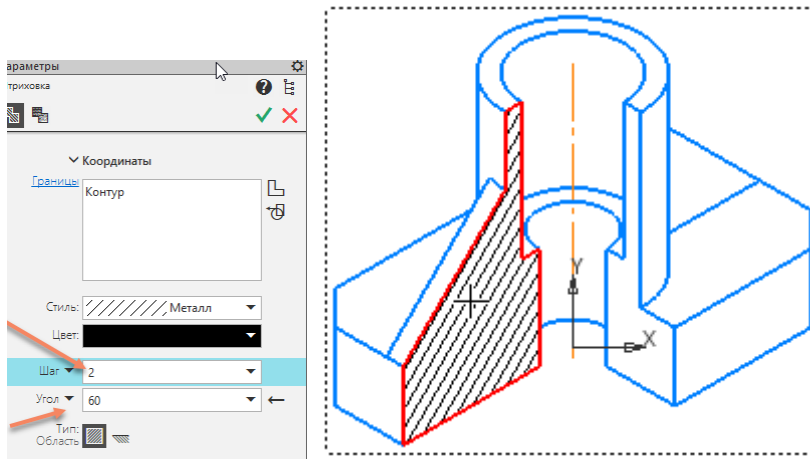 араметры
триховка
Координаты
Границы
Контур
Стиль: Металл
Цвет:
Шаг 2
Угол 60
Тип:
Область
Y
X